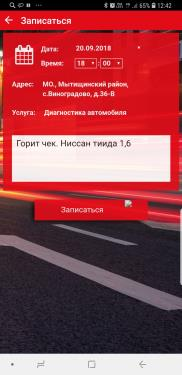 65% 12:42
Записаться
Дата: 20.09.2018
Время: 18 : 00
Адрес: МО., Мытищинский район,
с.Виноградово, д.36-В
Услуга: Диагностика автомобиля
Горит чек. Ниссан тиида 1,6
Записаться